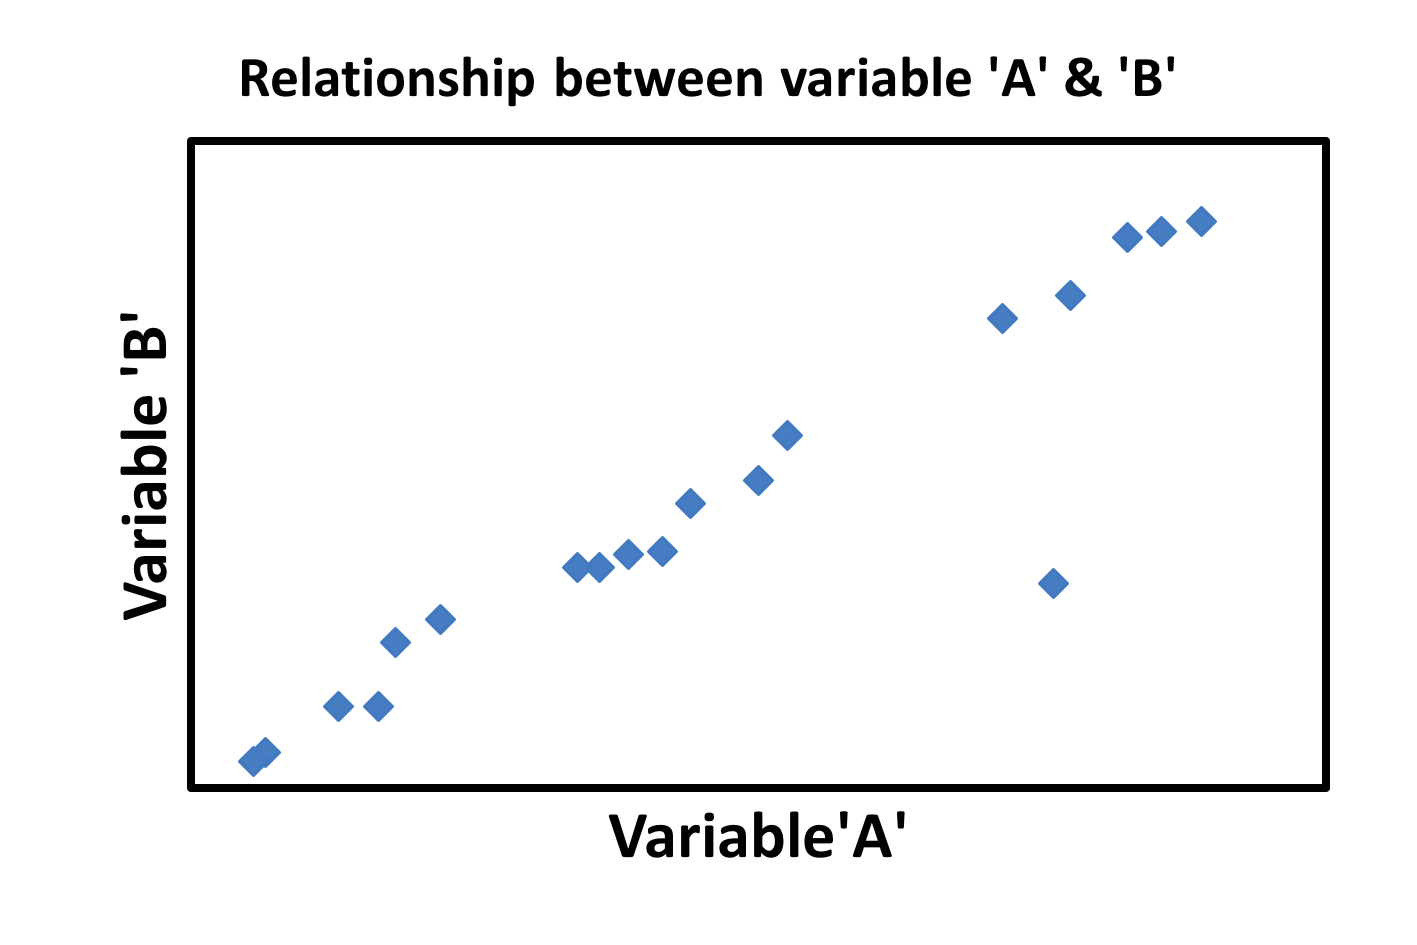 Relationship between variable 'A' & 'B'
Variable 'B'
Variable'A'